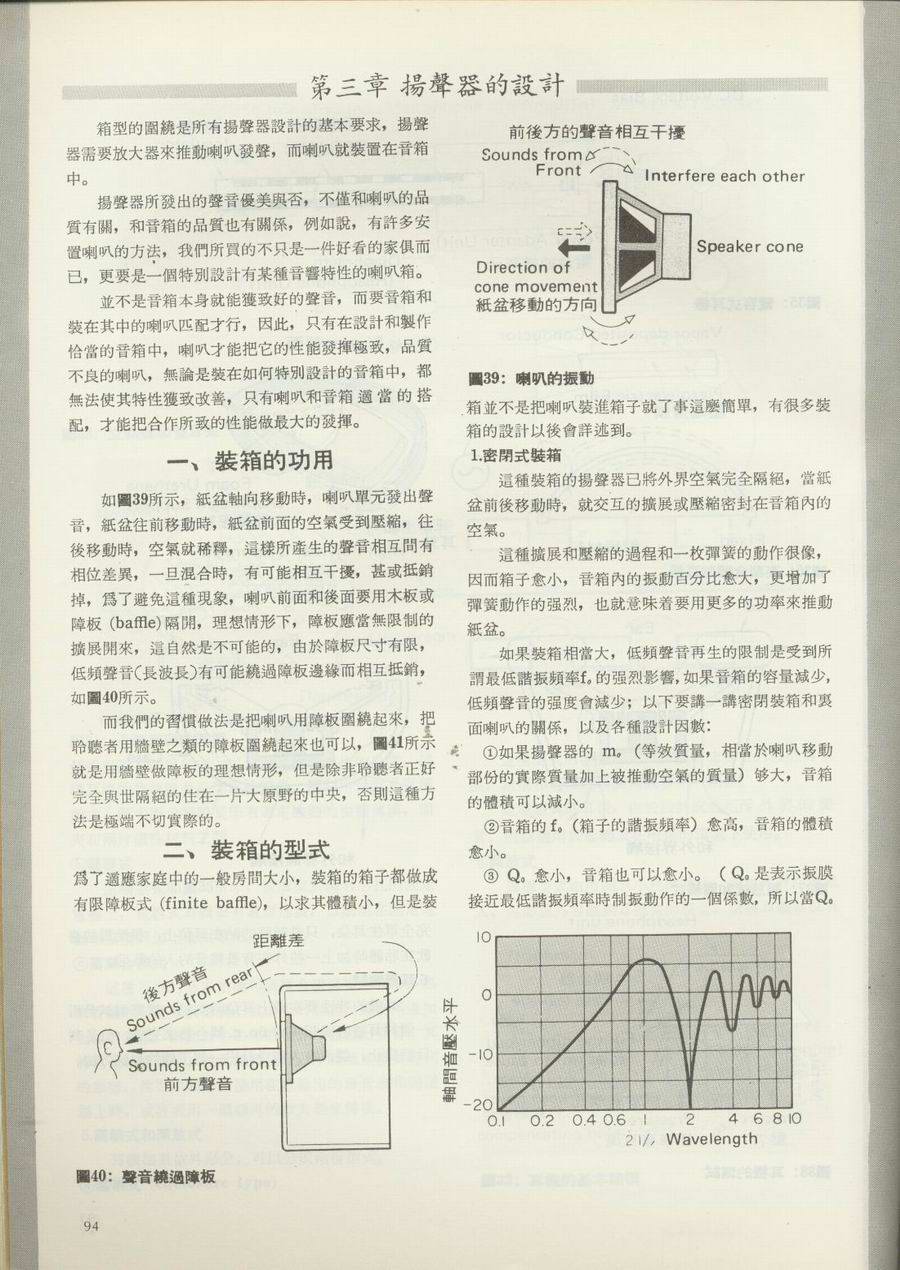 第三章 揚聲器的設計
箱型的圍繞是所有揚聲器設計的基本要求，揚聲
器需要放大器來推動喇叭發聲，而喇叭就裝置在音箱
中。
揚聲器所發出的聲音優美與否，不僅和喇叭的品
質有關，和音箱的品質也有關係，例如說，有許多安
置喇叭的方法，我們所買的不只是一件好看的家俱而
已，更要是一個特別設計有某種音響特性的喇叭箱。
並不是音箱本身就能獲致好的聲音，而要音箱和
裝在其中的喇叭匹配才行，因此，只有在設計和製作
恰當的音箱中，喇叭才能把它的性能發揮極致，品質
不良的喇叭，無論是裝在如何特別設計的音箱中，都
無法使其特性獲致改善，只有喇叭和音箱適當的搭
配，才能把合作所致的性能做最大的發揮。
一、裝箱的功用
如圖39所示，紙盆軸向移動時，喇叭單元發出聲
音，紙盆往前移動時，紙盆前面的空氣受到壓縮，往
後移動時，空氣就稀釋，這樣所產生的聲音相互間有
相位差異，一旦混合時，有可能相互干擾，甚或抵銷
掉，爲了避免這種現象，喇叭前面和後面要用木板或
障板 (baffle) 隔開，理想情形下，障板應當無限制的
擴展開來，這自然是不可能的，由於障板尺寸有限，
低頻聲音(長波長)有可能繞過障板邊緣而相互抵銷，
如圖40所示。
而我們的習慣做法是把喇叭用障板圍繞起來，把
聆聽者用牆壁之類的障板圍繞起來也可以，圖41所示
就是用牆壁做障板的理想情形，但是除非聆聽者正好
完全與世隔絕的住在一片大原野的中央，否則這種方
法是極端不切實際的。
二、裝箱的型式
爲了適應家庭中的一般房間大小，裝箱的箱子都做成
有限障板式 (finite baffle)，以求其體積小，但是裝
前後方的聲音相互干擾
Sounds from
Front
Interfere each other
Speaker cone
Direction of
cone movement
紙盆移動的方向
圖39：喇叭的振動
箱並不是把喇叭裝進箱子就了事這麼簡單，有很多裝
箱的設計以後會詳述到。
1.密閉式裝箱
這種裝箱的揚聲器已將外界空氣完全隔絕，當紙
盆前後移動時，就交互的擴展或壓縮密封在音箱內的
空氣。
這種擴展和壓縮的過程和一枚彈簧的動作很像，
因而箱子愈小，音箱內的振動百分比愈大，更增加了
彈簧動作的强烈，也就意味着要用更多的功率來推動
紙盆。
如果裝箱相當大，低頻聲音再生的限制是受到所
謂最低諧振頻率f₀的强烈影響，如果音箱的容量減少，
低頻聲音的强度會減少；以下要講一講密閉裝箱和裏
面喇叭的關係，以及各種設計因數：
①如果揚聲器的 m₀（等效質量，相當於喇叭移動
部份的實際質量加上被推動空氣的質量）够大，音箱
的體積可以減小。
②音箱的 f₀（箱子的諧振頻率）愈高，音箱的體積
愈小。
③ Q₀ 愈小，音箱也可以愈小。（ Q₀ 是表示振膜
接近最低諧振頻率時制振動作的一個係數，所以當Q₀
距離差
後方聲音
Sounds from rear
Sounds from front
前方聲音
圖40：聲音繞過障板
軸間音壓水平
10
0
-10
-20
0.1 0.2 0.4 0.6 1 2 4 6 8 10
Wavelength
94